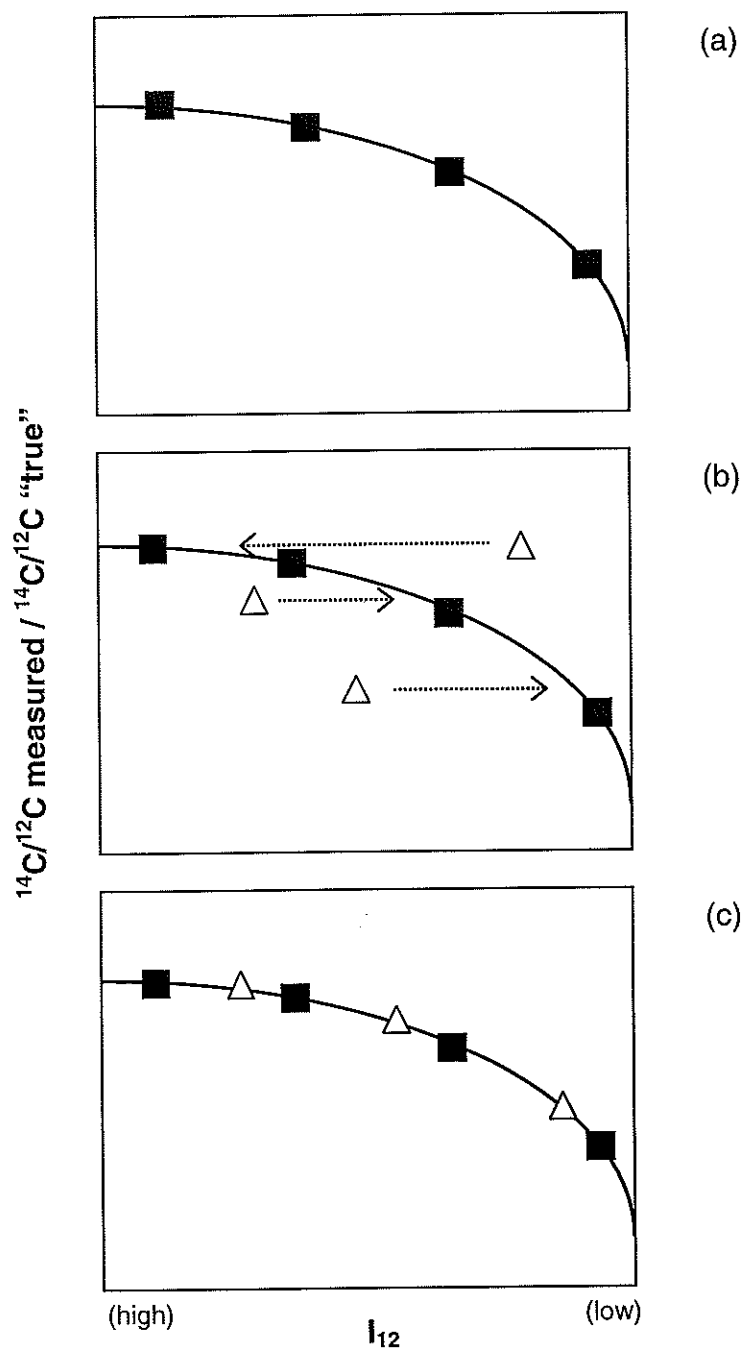 (a)
(b)
(c)
¹⁴C/¹²C measured / ¹⁴C/¹²C "true"
(high)
(low)
I₁₂